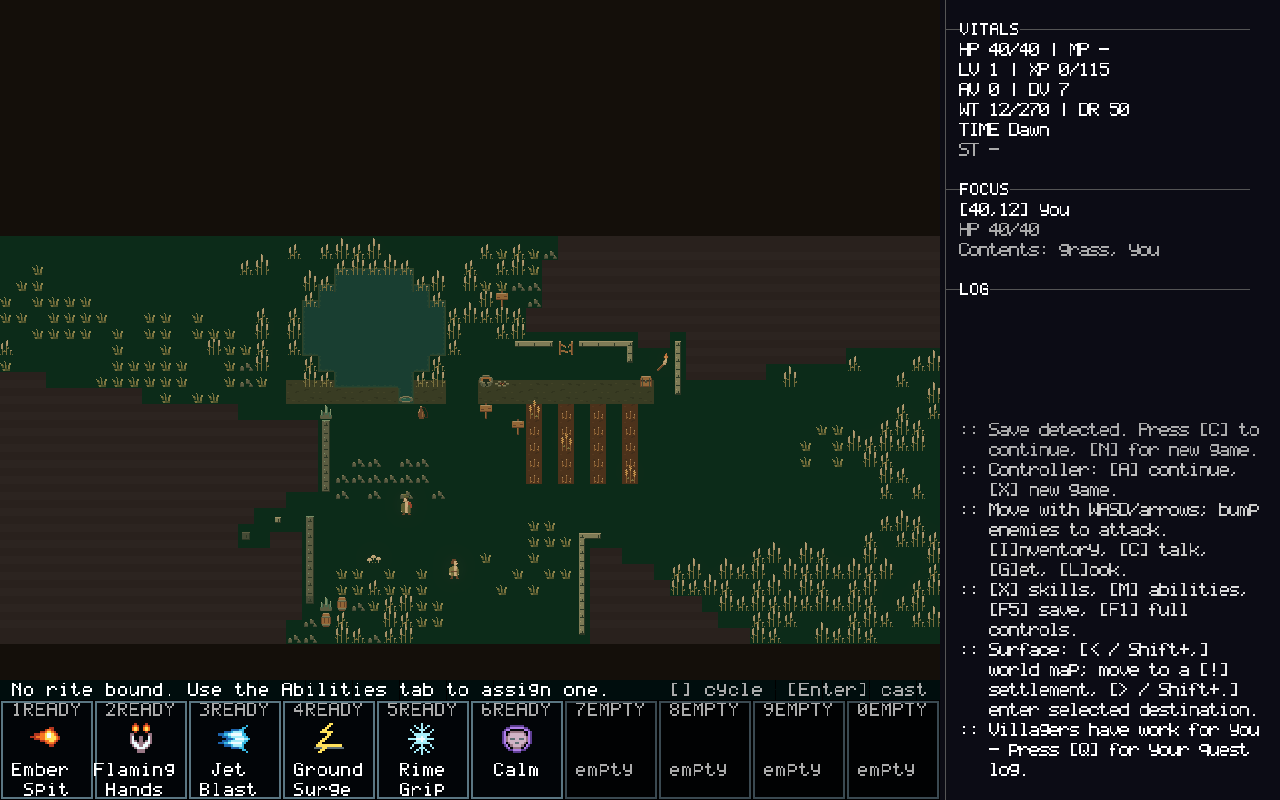 VITALS
HP 40/40 | MP -
LV 1 | XP 0/115
AV 0 | DV 7
WT 12/270 | DR 50
TIME Dawn
ST -
FOCUS
[40,12] You
HP 40/40
Contents: grass, you
LOG
:: Save detected. Press [C] to
continue, [N] for new game.
:: Controller: [A] continue,
[X] new game.
:: Move with WASD/arrows; bump
enemies to attack.
[I]nventory, [C] talk,
[G]et, [L]ook.
:: [X] skills, [M] abilities,
[F5] save, [F1] full
controls.
:: Surface: [< / Shift+,]
world map; move to a [!]
settlement, [> / Shift+.]
enter selected destination.
:: Villagers have work for you
- press [Q] for your quest
log.
No rite bound. Use the Abilities tab to assign one. [] cycle [Enter] cast
1READY 2READY 3READY 4READY 5READY 6READY 7EMPTY 8EMPTY 9EMPTY 0EMPTY
Ember Spit
Flaming Hands
Jet Blast
Ground Surge
Rime Grip
Calm
empty
empty
empty
empty